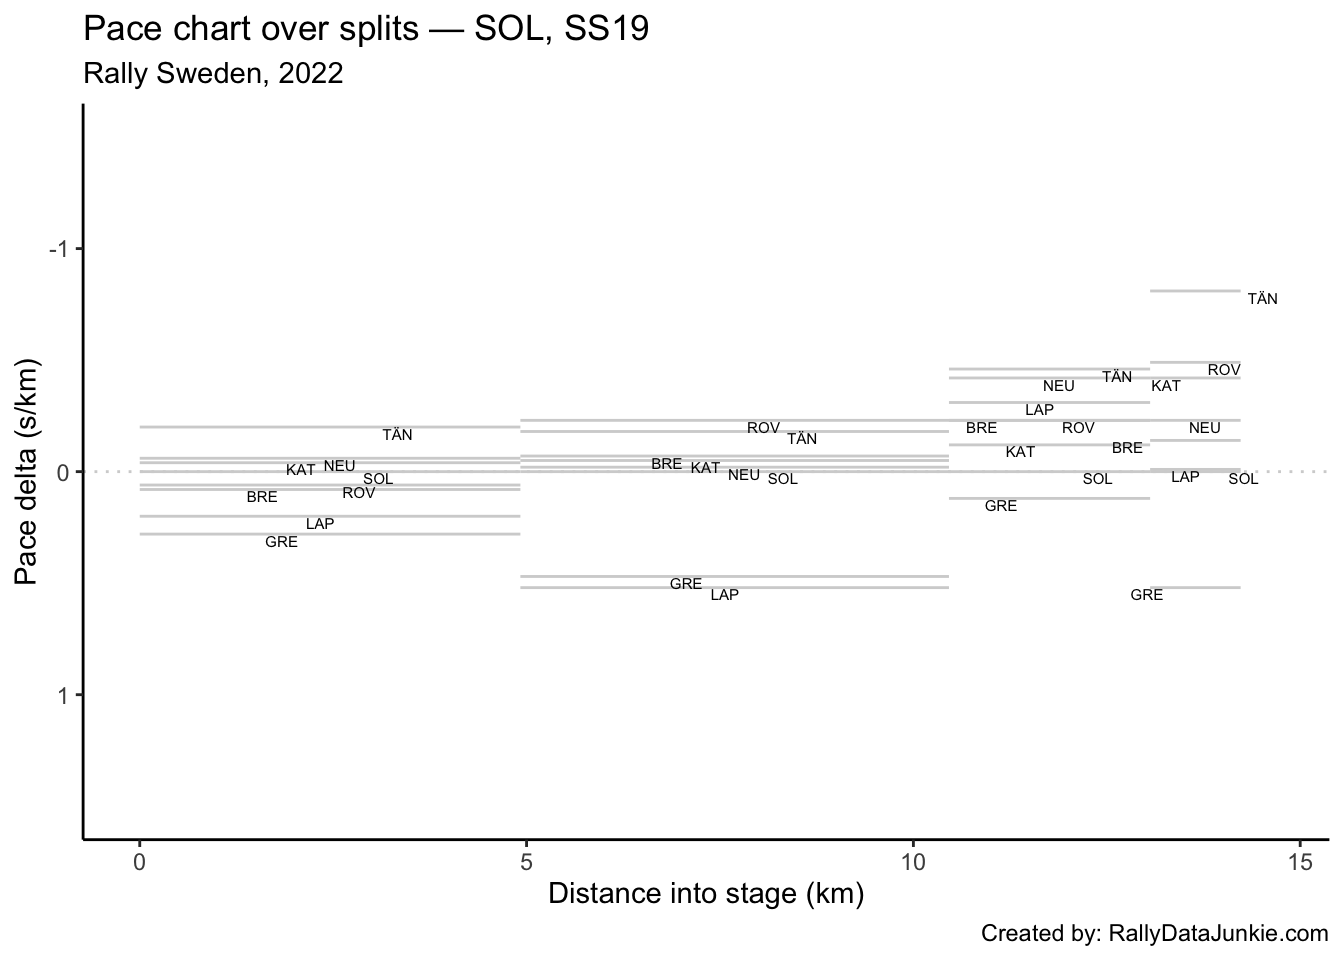 Pace chart over splits — SOL, SS19
Rally Sweden, 2022
Pace delta (s/km)
-1
0
1
TÄN
KAT NEU
SOL
BRE ROV
LAP
GRE
ROV
TÄN
BRE KAT
NEU SOL
GRE
LAP
TÄN
NEU
LAP
BRE ROV
KAT BRE
SOL
GRE
TÄN
ROV
KAT
NEU
LAP SOL
GRE
0 5 10 15
Distance into stage (km)
Created by: RallyDataJunkie.com